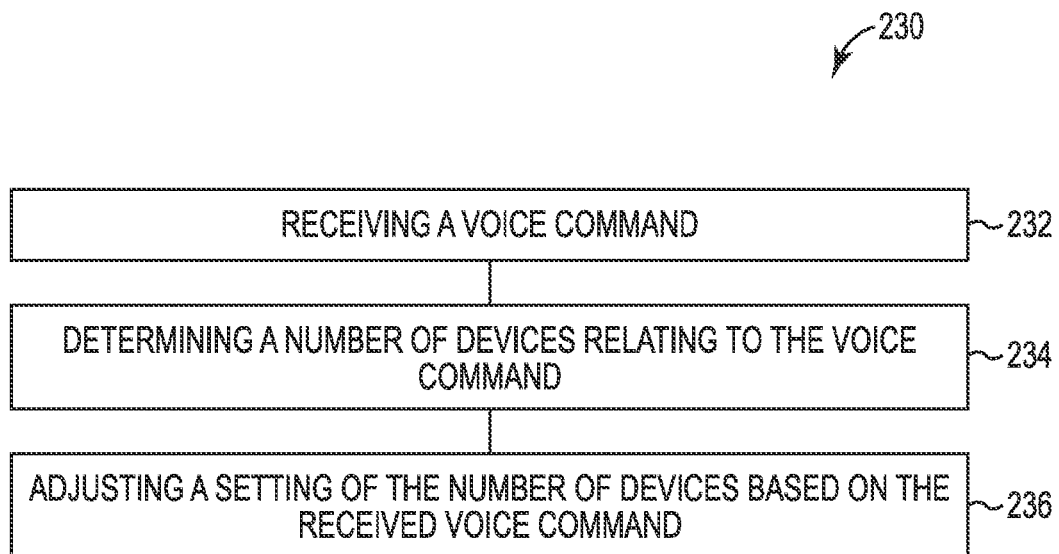 230
RECEIVING A VOICE COMMAND
232
DETERMINING A NUMBER OF DEVICES RELATING TO THE VOICE
COMMAND
234
ADJUSTING A SETTING OF THE NUMBER OF DEVICES BASED ON THE
RECEIVED VOICE COMMAND
236